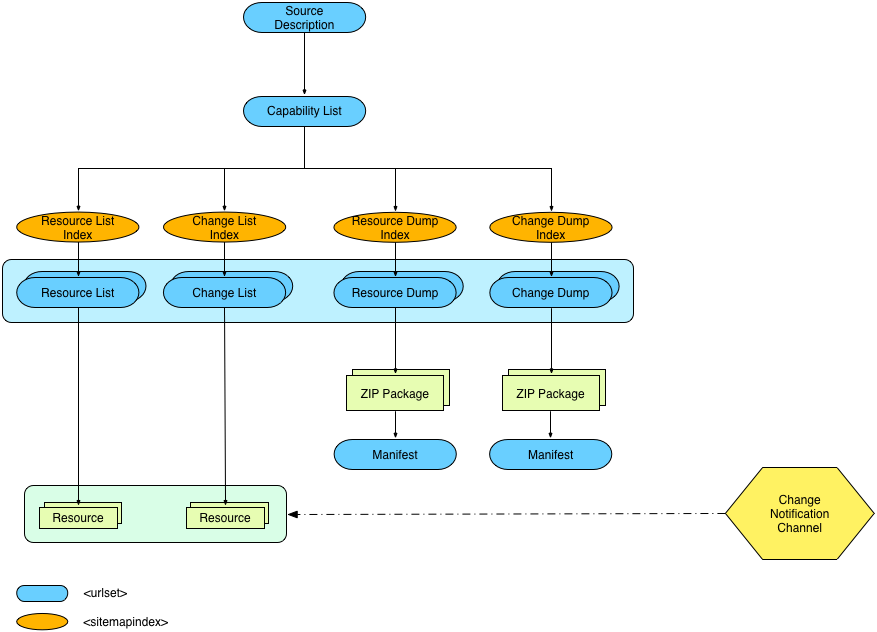 Source
Description
Capability List
Resource List
Index
Change List
Index
Resource Dump
Index
Change Dump
Index
Resource List
Change List
Resource Dump
Change Dump
ZIP Package
ZIP Package
Manifest
Manifest
Resource
Resource
Change
Notification
Channel
<urlset>
<sitemapindex>